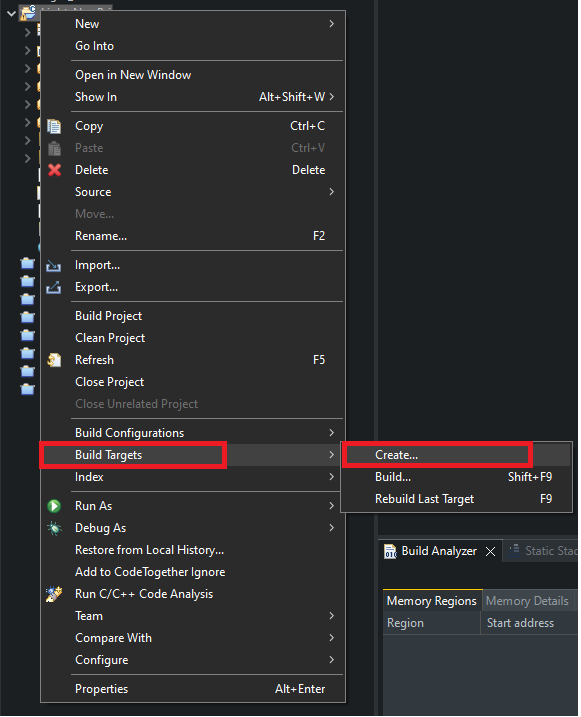 New
Go Into
Open in New Window
Show In Alt+Shift+W
Copy Ctrl+C
Paste Ctrl+V
Delete Delete
Source
Move...
Rename... F2
Import...
Export...
Build Project
Clean Project
Refresh F5
Close Project
Close Unrelated Project
Build Configurations
Build Targets
Create...
Index
Build... Shift+F9
Rebuild Last Target F9
Run As
Debug As
Restore from Local History...
Add to CodeTogether Ignore
Run C/C++ Code Analysis
Team
Compare With
Configure
Properties Alt+Enter
010
Build Analyzer
Static Stac
Memory Regions Memory Details
Region Start address